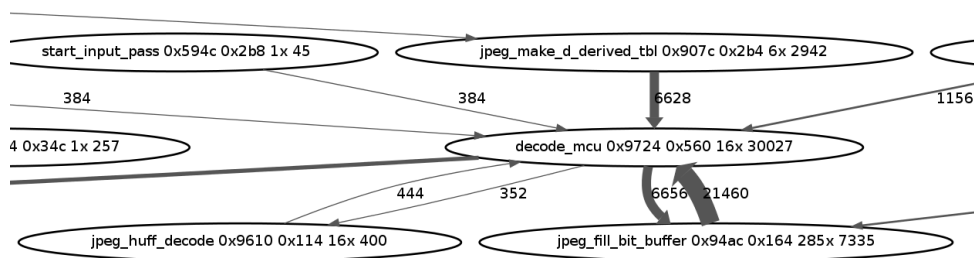 start_input_pass 0x594c 0x2b8 1x 45
jpeg_make_d_derived_tbl 0x907c 0x2b4 6x 2942
384
384
6628
1156
4 0x34c 1x 257
decode_mcu 0x9724 0x560 16x 30027
444
352
6656
21460
jpeg_huff_decode 0x9610 0x114 16x 400
jpeg_fill_bit_buffer 0x94ac 0x164 285x 7335